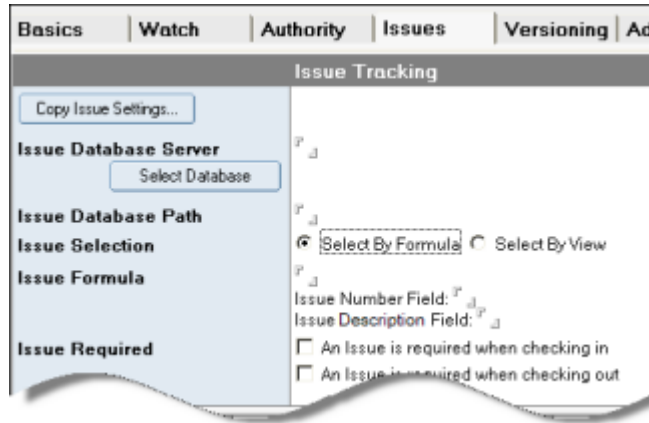 Basics Watch Authority Issues Versioning Ad
Issue Tracking
Copy Issue Settings...
Issue Database Server
Select Database
Issue Database Path
Issue Selection Select By Formula Select By View
Issue Formula
Issue Number Field:
Issue Description Field:
Issue Required An Issue is required when checking in
An Issue is required when checking out